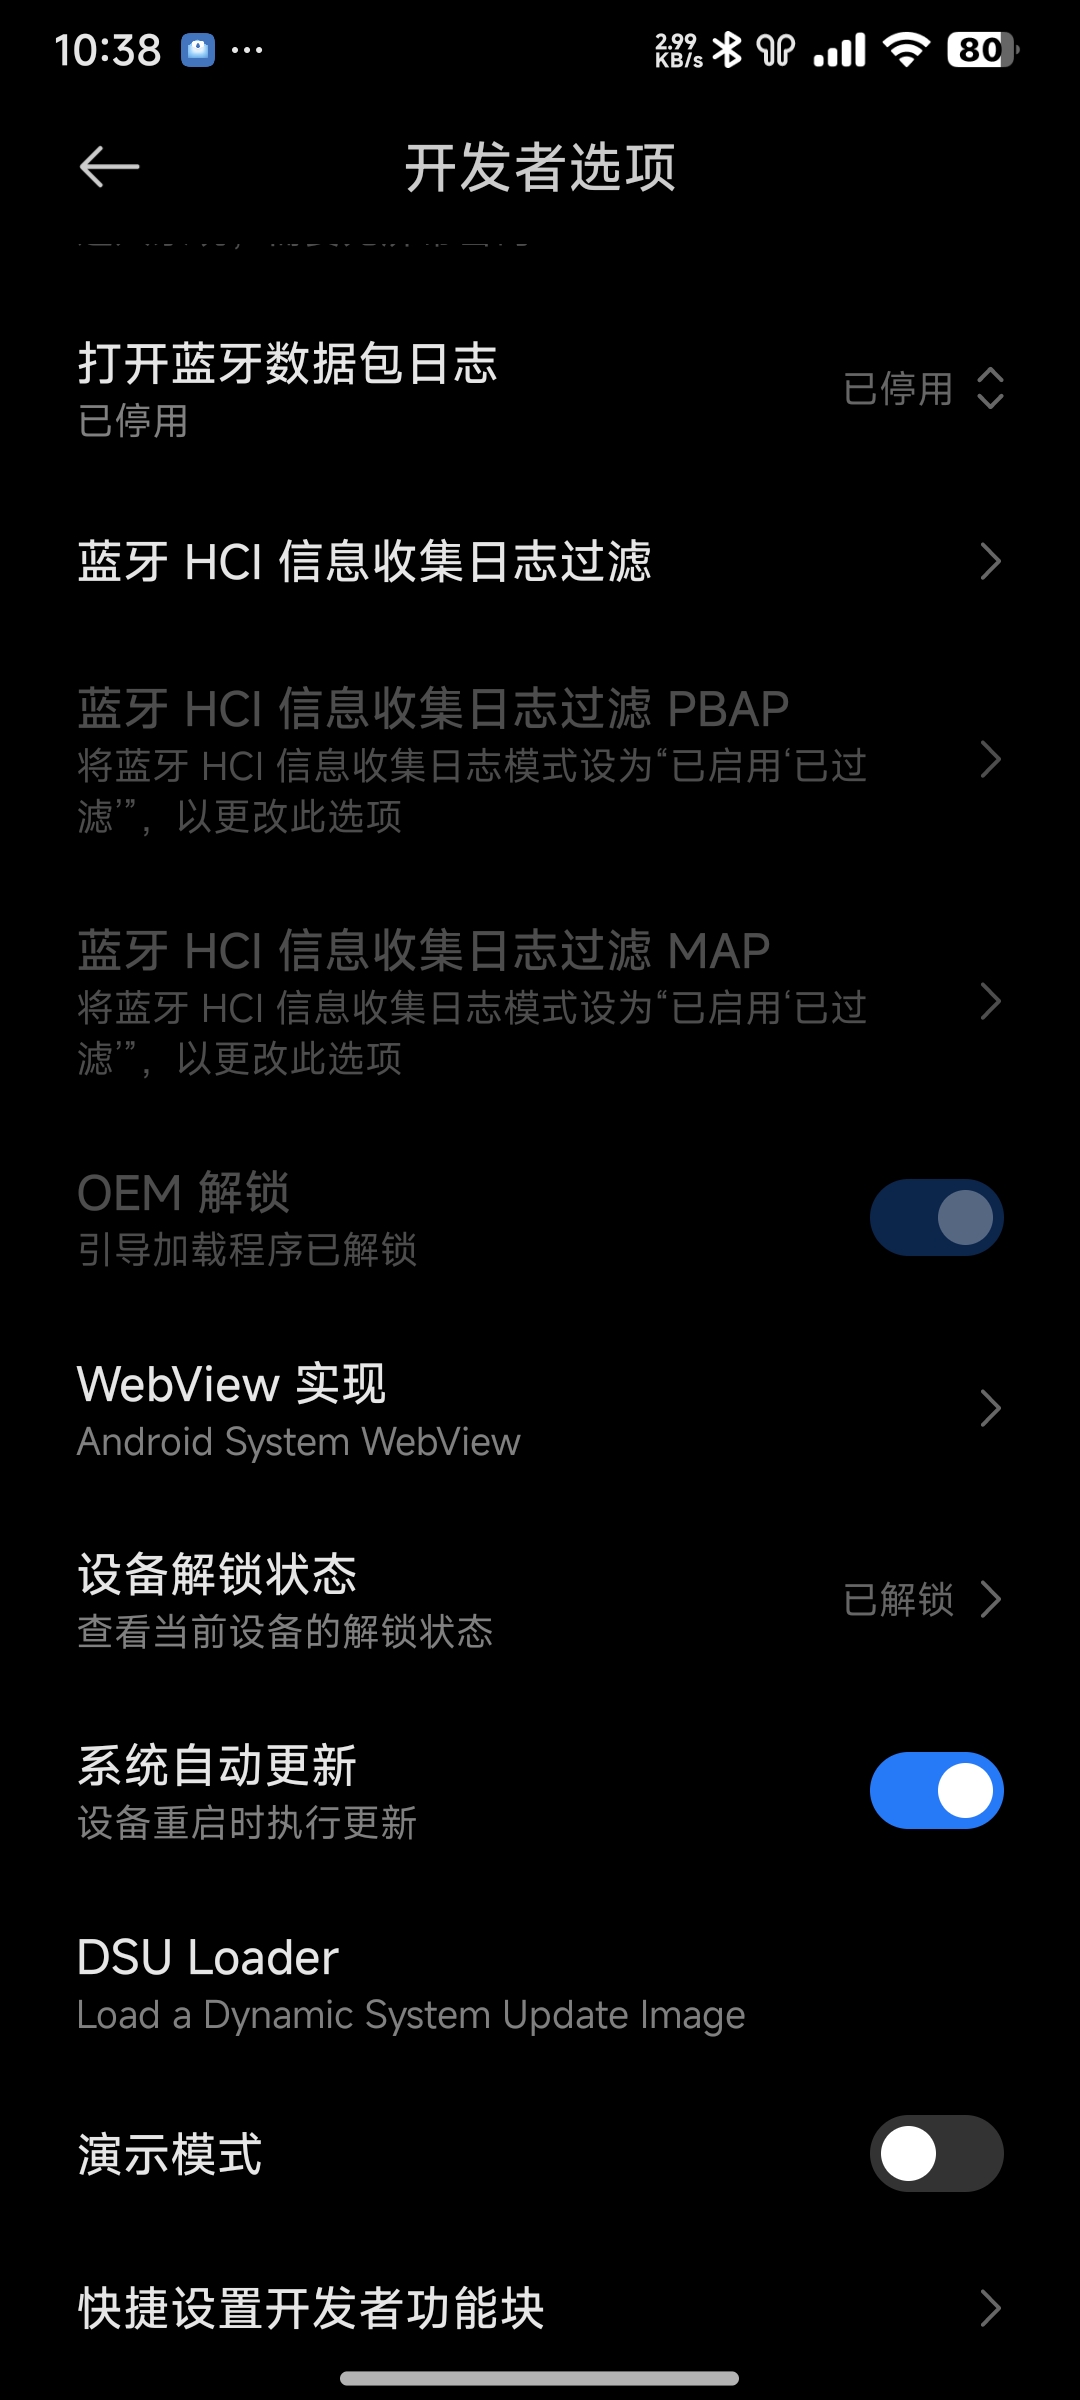 10:38
2.99
KB/s
80
开发者选项
打开蓝牙数据包日志
已停用
已停用
蓝牙 HCI 信息收集日志过滤
蓝牙 HCI 信息收集日志过滤 PBAP
将蓝牙 HCI 信息收集日志模式设为“已启用‘已过
滤’”，以更改此选项
蓝牙 HCI 信息收集日志过滤 MAP
将蓝牙 HCI 信息收集日志模式设为“已启用‘已过
滤’”，以更改此选项
OEM 解锁
引导加载程序已解锁
WebView 实现
Android System WebView
设备解锁状态
查看当前设备的解锁状态
已解锁
系统自动更新
设备重启时执行更新
DSU Loader
Load a Dynamic System Update Image
演示模式
快捷设置开发者功能块